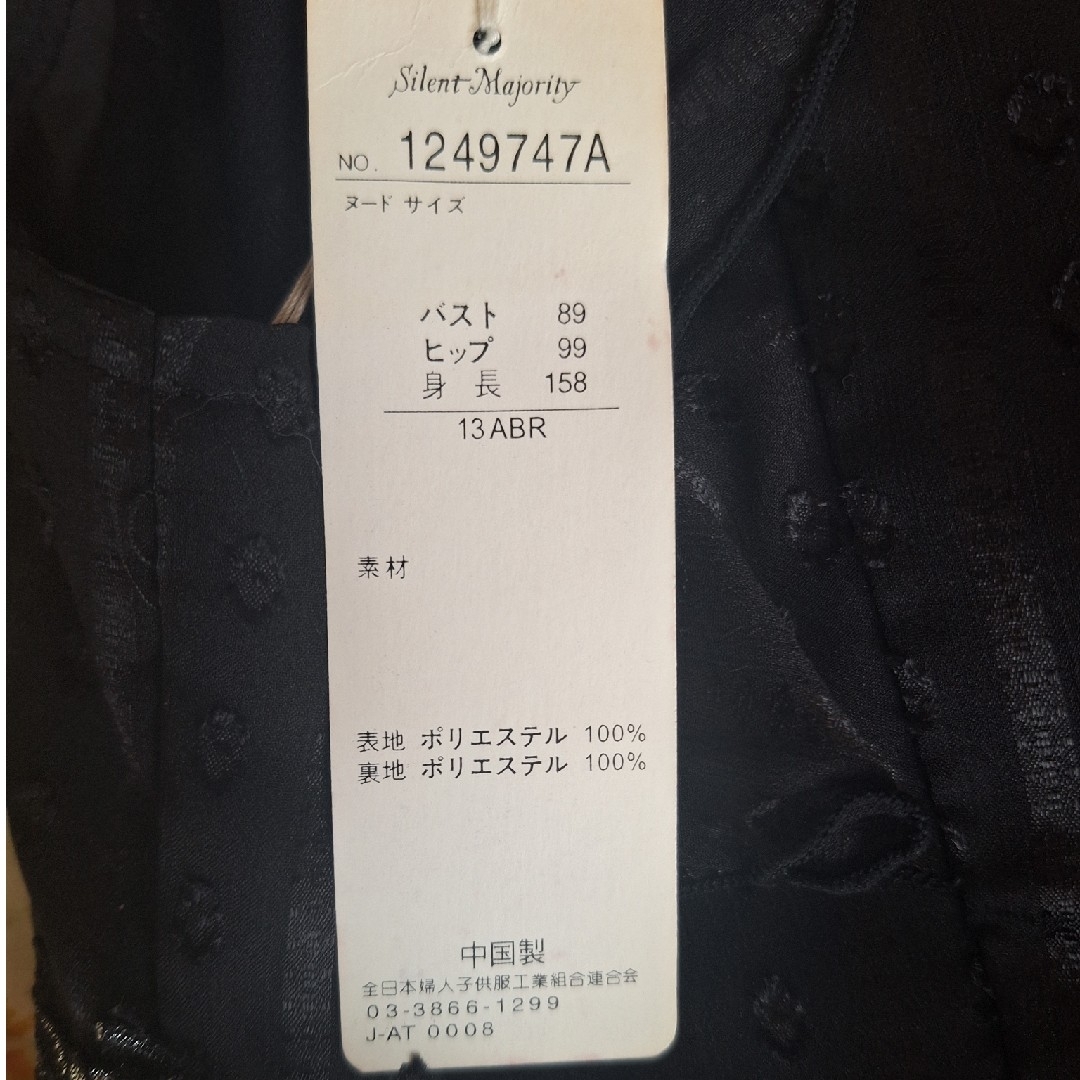 Silent Majority
NO. 1249747A
ヌード サイズ
バスト 89
ヒップ 99
身 長 158
13ABR
素材
表地 ポリエステル 100%
裏地 ポリエステル 100%
中国製
全日本婦人子供服工業組合連合会
03-3866-1299
J-AT 0008